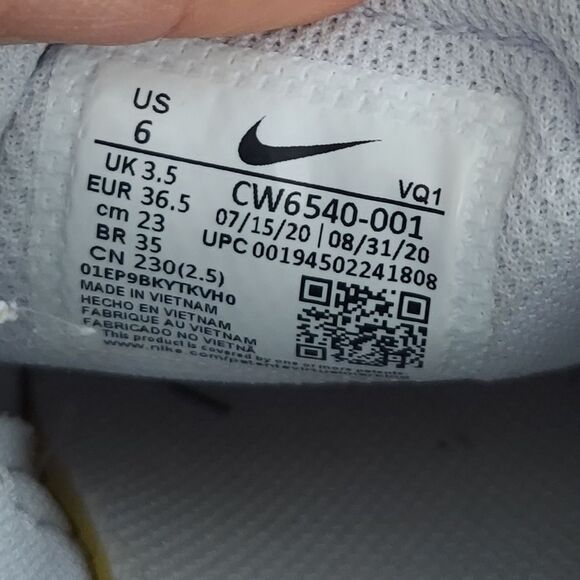 US
6
VQ1
UK 3.5
EUR 36.5
cm 23
BR 35
CN 230(2.5)
CW6540-001
07/15/20 | 08/31/20
UPC 00194502241808
01EP9BKYTKVH0
MADE IN VIETNAM
HECHO EN VIETNAM
FABRIQUE AU VIETNAM
FABRICADO NO VIETNÃ
This product is covered by one or more patents